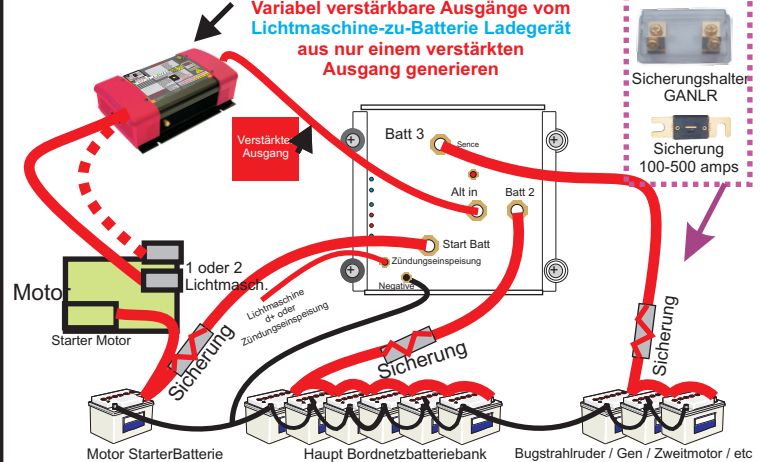 Variabel verstärkbare Ausgänge vom
Lichtmaschine-zu-Batterie Ladegerät
aus nur einem verstärkten
Ausgang generieren
Sicherungshalter
GANLR
Sicherung
100-500 amps
Verstärkter
Ausgang
Batt 3
Sence
Alt in
Batt 2
Start Batt
Zündungseinspeisung
Negative
1 oder 2
Lichtmasch.
Motor
Starter Motor
Lichtmaschine
d+ oder
Zündungseinspeisung
Sicherung
Sicherung
Sicherung
Motor StarterBatterie
Haupt Bordnetzbatteriebank
Bugstrahlruder / Gen / Zweitmotor / etc